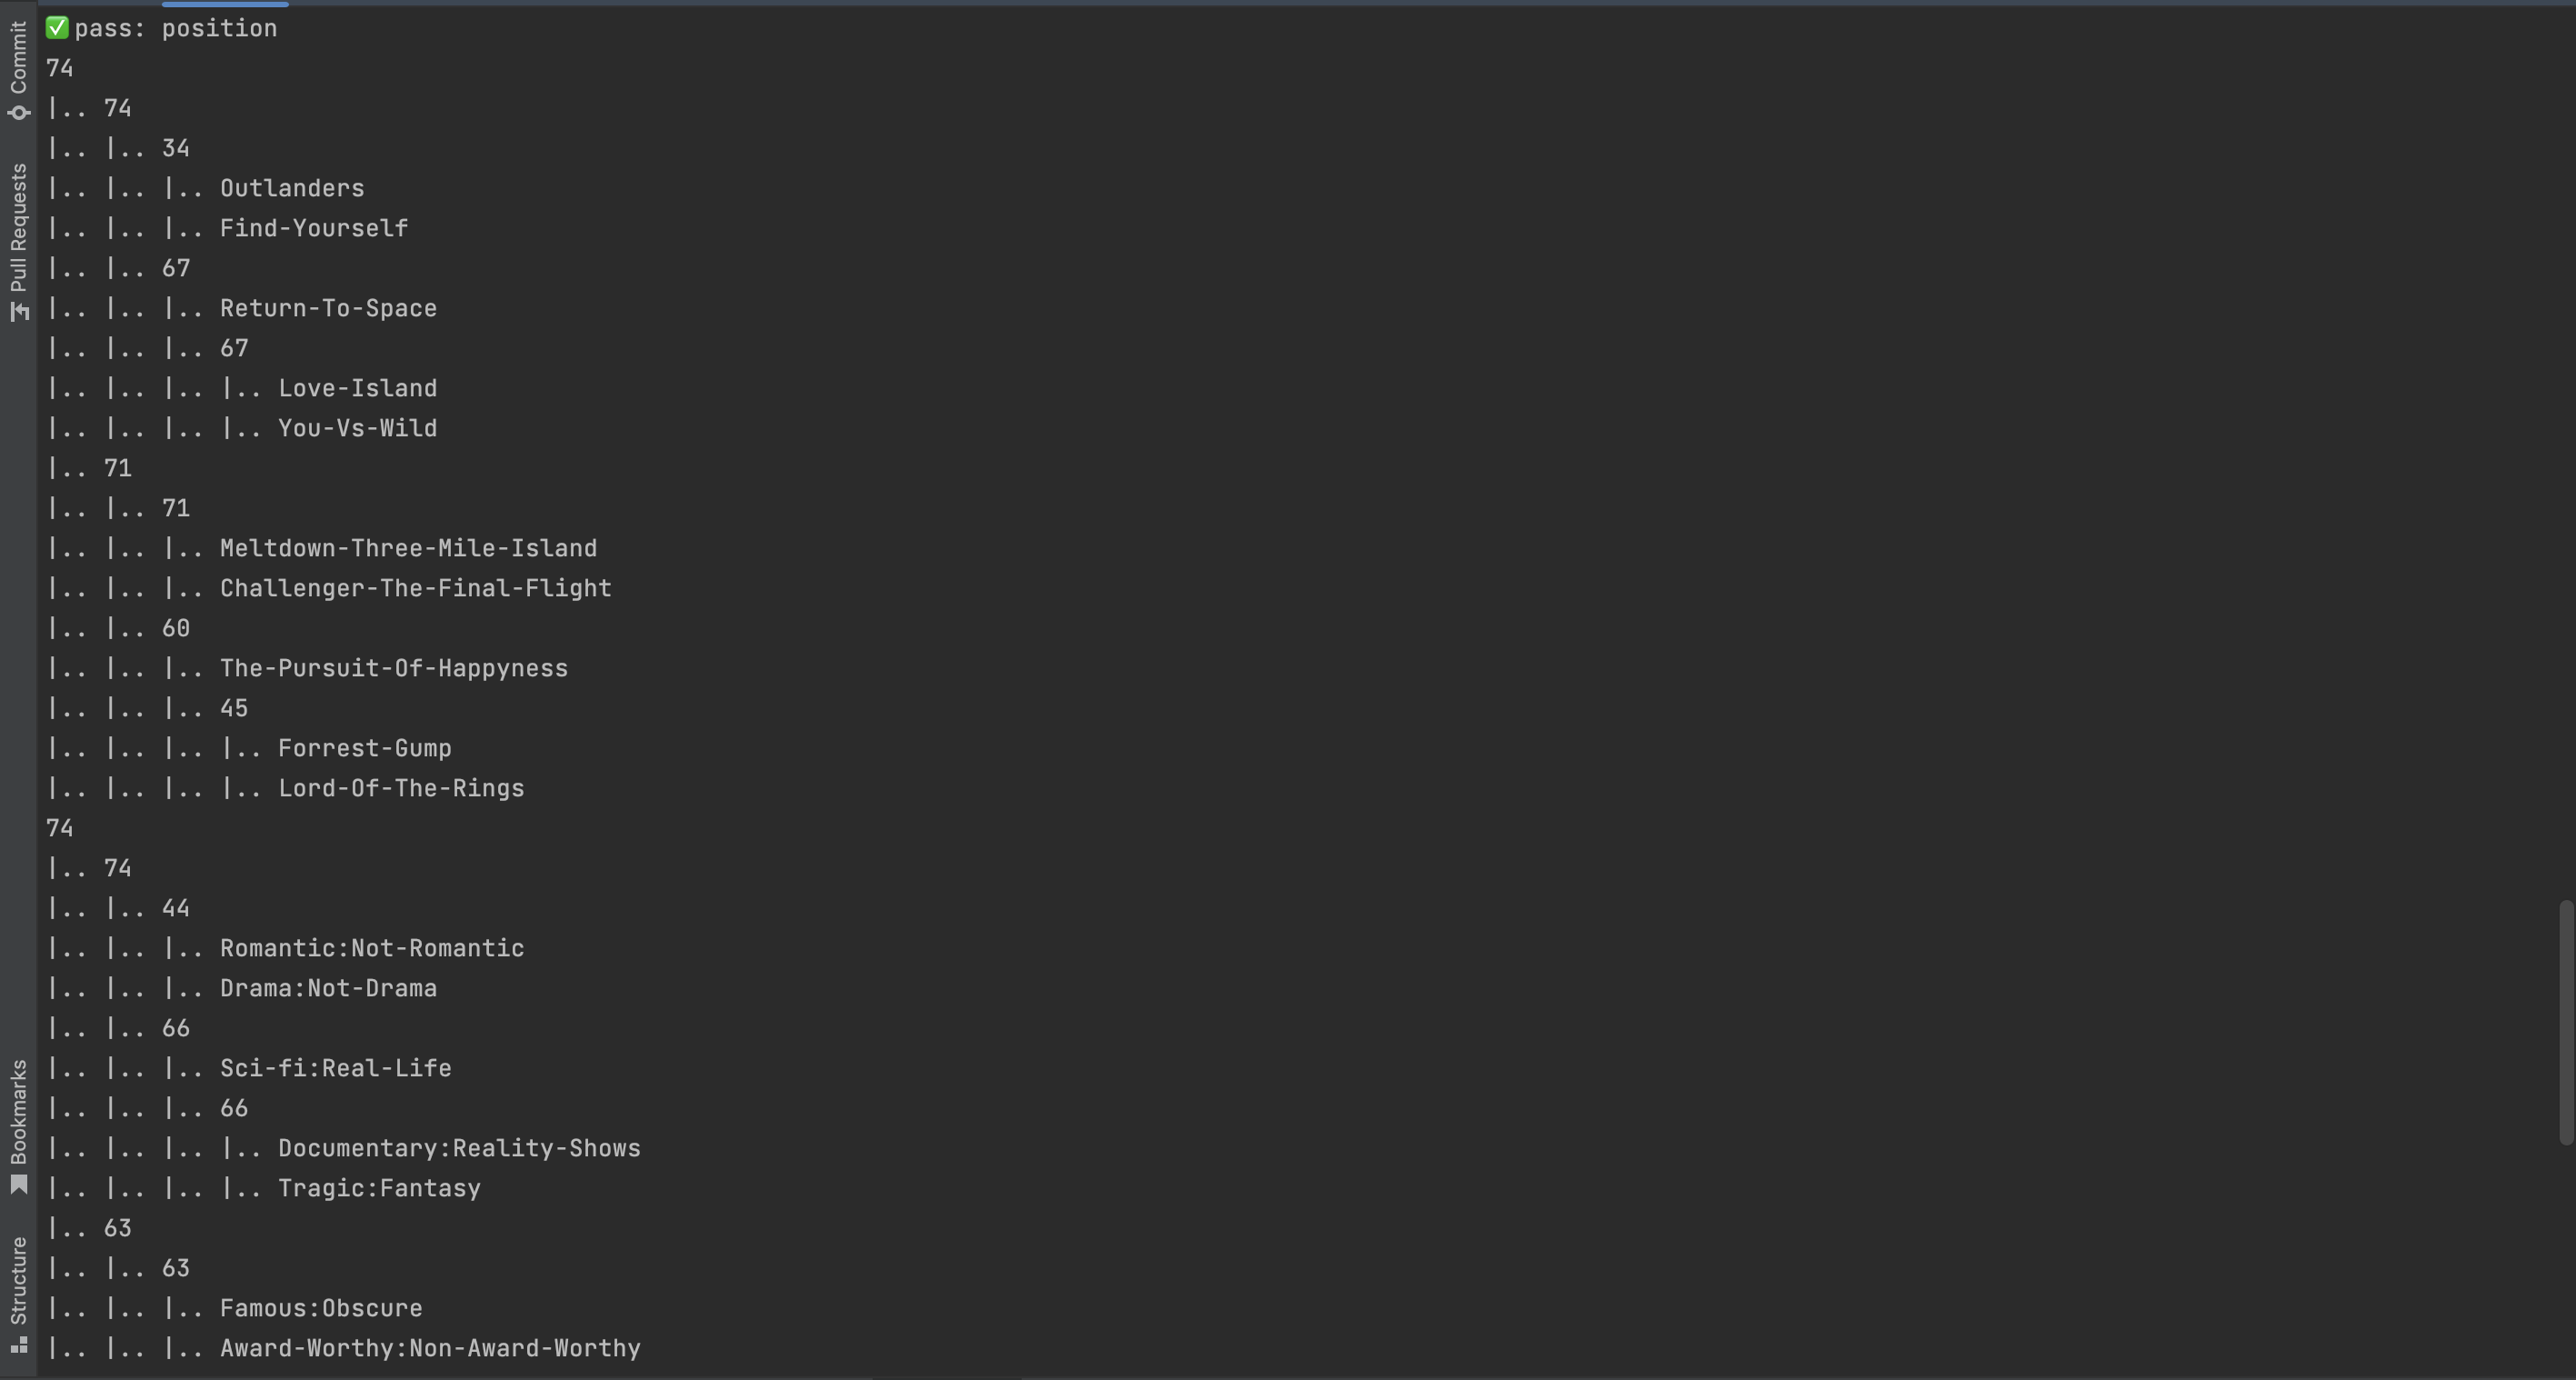 Commit
Pull Requests
Bookmarks
Structure
✅pass: position
74
|.. 74
|.. |.. 34
|.. |.. |.. Outlanders
|.. |.. |.. Find-Yourself
|.. |.. 67
|.. |.. |.. Return-To-Space
|.. |.. |.. 67
|.. |.. |.. |.. Love-Island
|.. |.. |.. |.. You-Vs-Wild
|.. 71
|.. |.. 71
|.. |.. |.. Meltdown-Three-Mile-Island
|.. |.. |.. Challenger-The-Final-Flight
|.. |.. 60
|.. |.. |.. The-Pursuit-Of-Happyness
|.. |.. |.. 45
|.. |.. |.. |.. Forrest-Gump
|.. |.. |.. |.. Lord-Of-The-Rings
74
|.. 74
|.. |.. 44
|.. |.. |.. Romantic:Not-Romantic
|.. |.. |.. Drama:Not-Drama
|.. |.. 66
|.. |.. |.. Sci-fi:Real-Life
|.. |.. |.. 66
|.. |.. |.. |.. Documentary:Reality-Shows
|.. |.. |.. |.. Tragic:Fantasy
|.. 63
|.. |.. 63
|.. |.. |.. Famous:Obscure
|.. |.. |.. Award-Worthy:Non-Award-Worthy